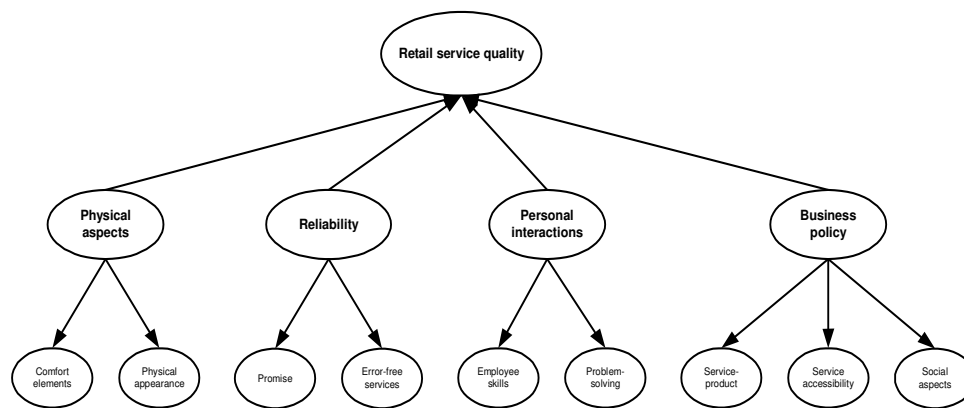 Retail service quality
Physical
aspects
Reliability
Personal
interactions
Business
policy
Comfort
elements
Physical
appearance
Promise
Error-free
services
Employee
skills
Problem-
solving
Service-
product
Service
accessibility
Social
aspects